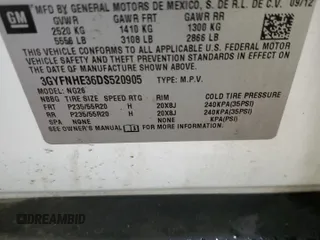 GM
MFD BY GENERAL MOTORS DE MEXICO, S. DE R.L. DE C.V. 09/12
GVWR GAWR FRT GAWR RR
2520 KG 1410 KG 1300 KG
5556 LB 3108 LB 2866 LB
THIS VEHICLE CONFORMS TO ALL APPLICABLE U.S. FEDERAL MOTOR VEHICLE SAFETY, BUMPER, AND THEFT PREVENTION STANDARDS IN EFFECT ON THE DATE OF MANUFACTURE SHOWN ABOVE.
3GYFNHE36DS520905 TYPE: M.P.V.
MODEL: NG26
TIRE SIZE SPEED RTG RIM COLD TIRE PRESSURE
FRT P235/55R20 H 20X8J 240KPA(35PSI)
RR P235/55R20 H 20X8J 240KPA(35PSI)
SPA NONE NONE NONE KPA(PSI)
SEE OWNER'S MANUAL FOR ADDITIONAL INFORMATION.
DREAMBID